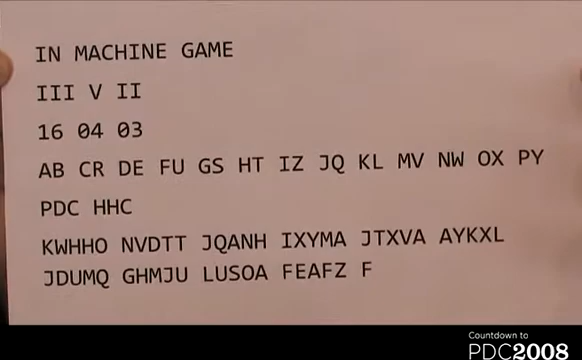 IN MACHINE GAME
III V II
16 04 03
AB CR DE FU GS HT IZ JQ KL MV NW OX PY
PDC HHC
KWHHO NVDTT JQANH IXYMA JTXVA AYKXL
JDUMQ GHMJU LUSOA FEAFZ F
Countdown to
PDC2008